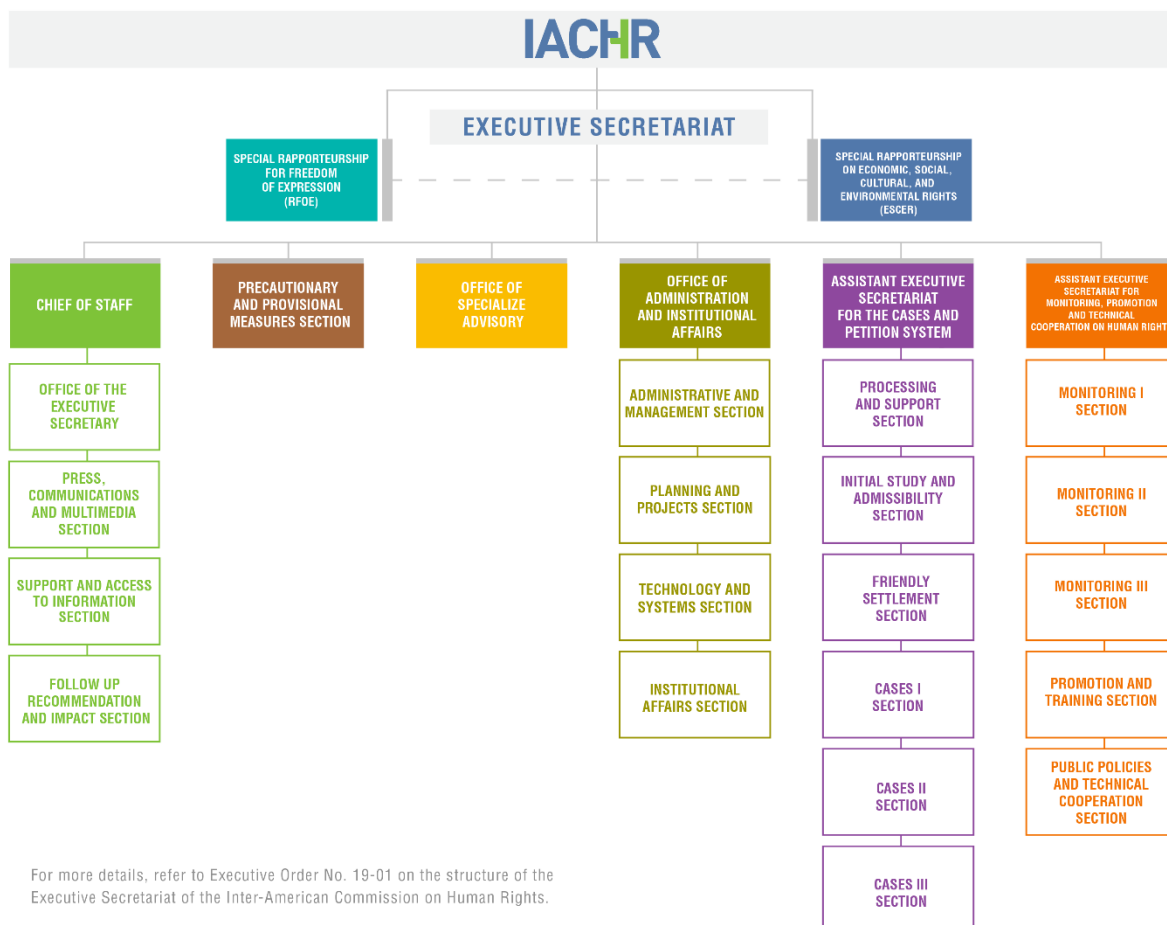 IACHR
EXECUTIVE SECRETARIAT
SPECIAL RAPPORTEURSHIP
FOR FREEDOM
OF EXPRESSION
(RFOE)
SPECIAL RAPPORTEURSHIP
ON ECONOMIC, SOCIAL,
CULTURAL, AND
ENVIRONMENTAL RIGHTS
(ESCER)
CHIEF OF STAFF
OFFICE OF THE
EXECUTIVE
SECRETARY
PRESS,
COMMUNICATIONS
AND MULTIMEDIA
SECTION
SUPPORT AND ACCESS
TO INFORMATION
SECTION
FOLLOW UP
RECOMMENDATION
AND IMPACT SECTION
PRECAUTIONARY
AND PROVISIONAL
MEASURES SECTION
OFFICE OF
SPECIALIZE
ADVISORY
OFFICE OF
ADMINISTRATION
AND INSTITUTIONAL
AFFAIRS
ADMINISTRATIVE AND
MANAGEMENT SECTION
PLANNING AND
PROJECTS SECTION
TECHNOLOGY AND
SYSTEMS SECTION
INSTITUTIONAL
AFFAIRS SECTION
ASSISTANT EXECUTIVE
SECRETARIAT
FOR THE CASES AND
PETITION SYSTEM
PROCESSING
AND SUPPORT
SECTION
INITIAL STUDY AND
ADMISSIBILITY
SECTION
FRIENDLY
SETTLEMENT
SECTION
CASES I
SECTION
CASES II
SECTION
CASES III
SECTION
ASSISTANT EXECUTIVE
SECRETARIAT FOR
MONITORING, PROMOTION
AND TECHNICAL
COOPERATION ON HUMAN RIGHT
MONITORING I
SECTION
MONITORING II
SECTION
MONITORING III
SECTION
PROMOTION AND
TRAINING SECTION
PUBLIC POLICIES
AND TECHNICAL
COOPERATION
SECTION
For more details, refer to Executive Order No. 19-01 on the structure of the
Executive Secretariat of the Inter-American Commission on Human Rights.